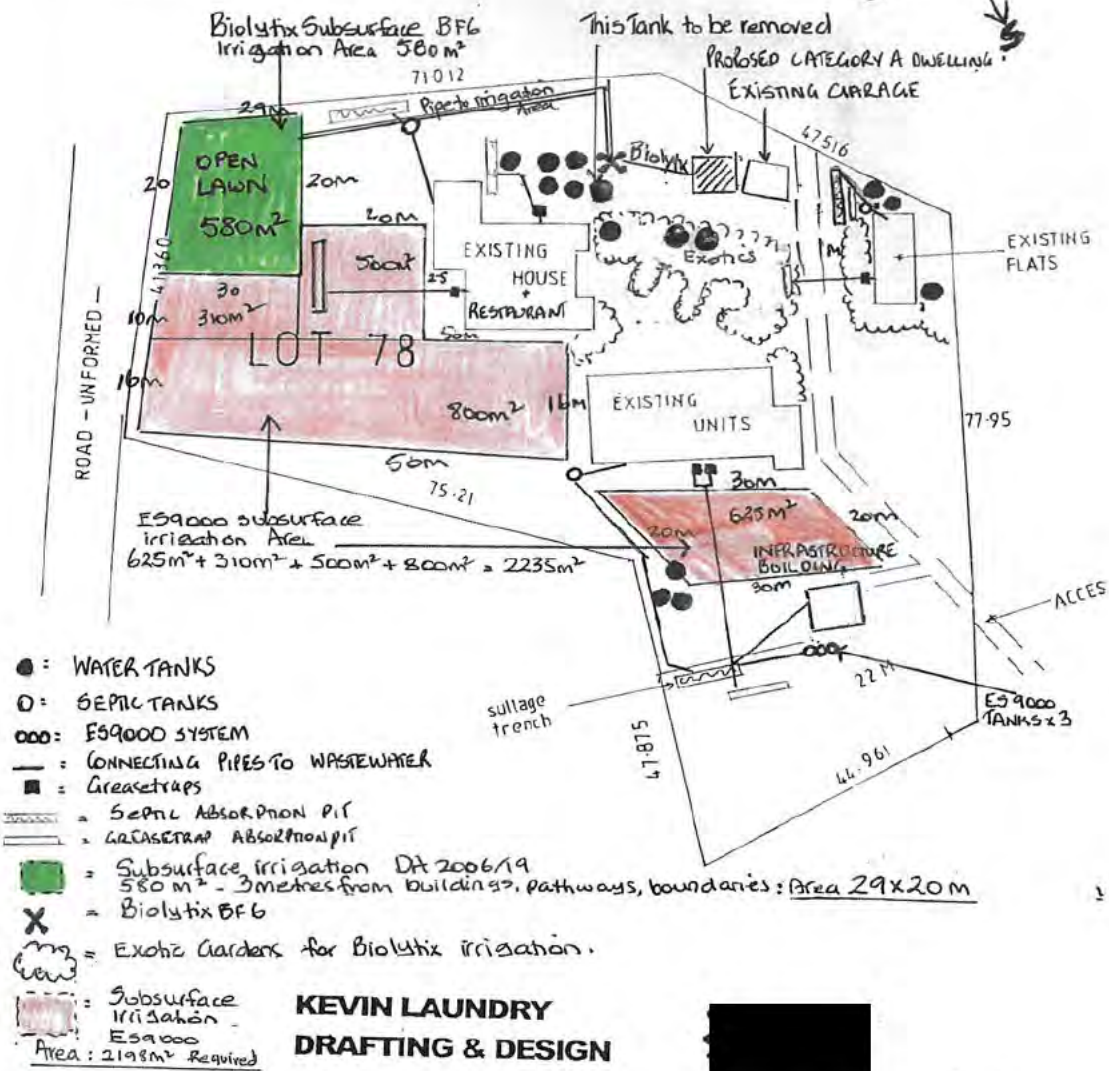 Biolytix Subsurface BF6
Irrigation Area 580m²
This Tank to be removed
PROPOSED CATEGORY A DWELLING
EXISTING GARAGE
71012
29m
Pipe to irrigation
Area
47516
OPEN
LAWN
580m²
20
20m
Biolytix
20m
41360
500m²
25
EXISTING
HOUSE
+
RESTAURANT
Exotics
EXISTING
FLATS
30
310m²
10m
50m
LOT 78
16m
800m²
16m
EXISTING
UNITS
77·95
ROAD - UNFORMED -
50m
75·21
30m
625m²
20m
20m
INFRASTRUCTURE
BUILDING
30m
ES9000 subsurface
irrigation Area
625m² + 310m² + 500m² + 800m² = 2235m²
ACCES
sullage
trench
22M
ES9000
TANKS x 3
47·875
44·961
: WATER TANKS
: SEPTIC TANKS
: ES9000 SYSTEM
= CONNECTING PIPES TO WASTEWATER
= Greasetraps
= SEPTIC ABSORPTION PIT
= GREASETRAP ABSORPTION PIT
= Subsurface irrigation DA 2006/19
580 m² - 3metres from buildings, pathways, boundaries: Area 29x20m
= Biolytix BF6
= Exotic Gardens for Biolytix irrigation.
: Subsurface
Irrigation
ES9000
Area: 2198m² Required
KEVIN LAUNDRY
DRAFTING & DESIGN